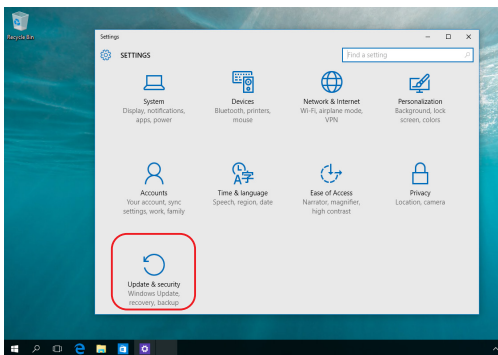 Recycle Bin
Settings
SETTINGS
Find a setting
System
Display, notifications,
apps, power
Devices
Bluetooth, printers,
mouse
Network & Internet
Wi-Fi, airplane mode,
VPN
Personalization
Background, lock
screen, colors
Accounts
Your account, sync
settings, work, family
Time & language
Speech, region, date
Ease of Access
Narrator, magnifier,
high contrast
Privacy
Location, camera
Update & security
Windows Update,
recovery, backup